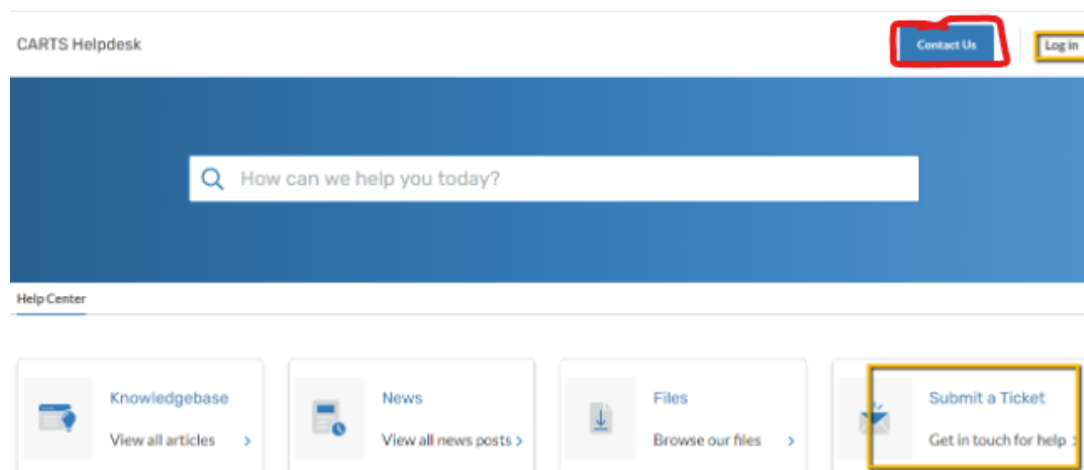 CARTS Helpdesk
Contact Us
Log in
How can we help you today?
Help Center
Knowledgebase
View all articles >
News
View all news posts >
Files
Browse our files >
Submit a Ticket
Get in touch for help >